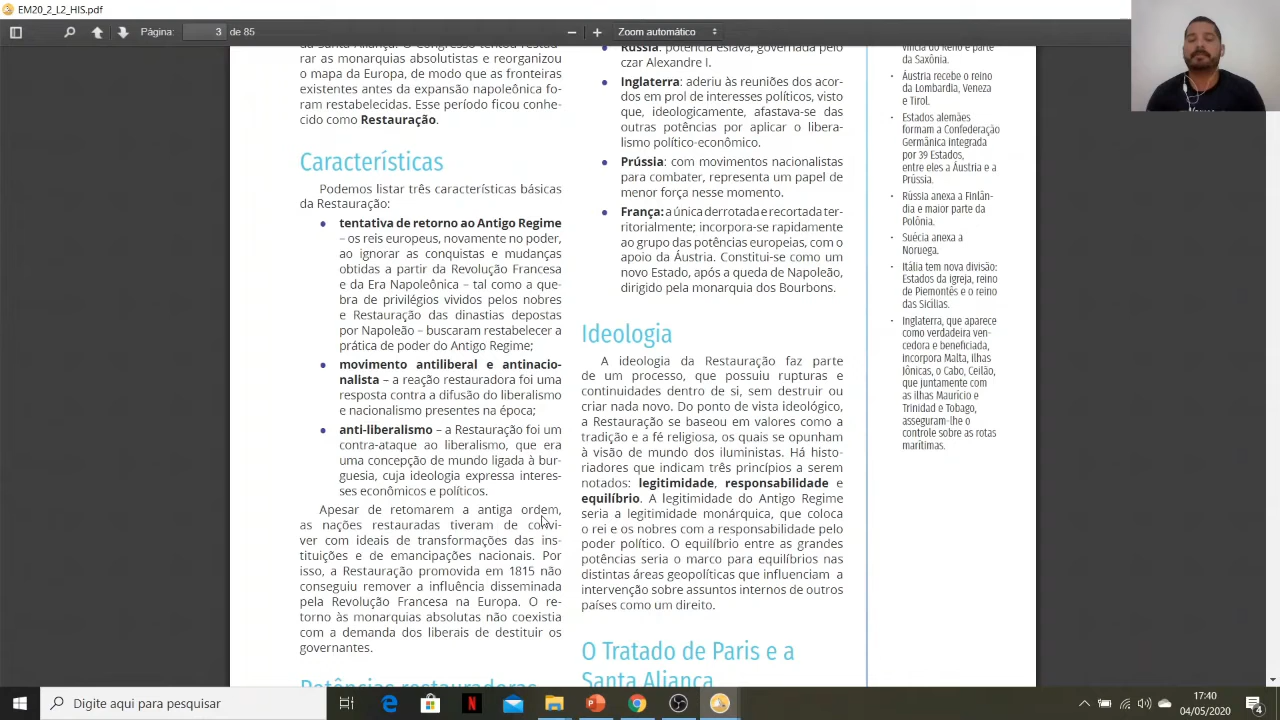 EM20_2_L2_HIS.pdf
Página: 3 de 85
Zoom automático
da Santa Aliança. O Congresso tentou restau-
rar as monarquias absolutistas e reorganizou
o mapa da Europa, de modo que as fronteiras
existentes antes da expansão napoleônica fo-
ram restabelecidas. Esse período ficou conhe-
cido como Restauração.
Características
Podemos listar três características básicas
da Restauração:
• tentativa de retorno ao Antigo Regime
– os reis europeus, novamente no poder,
ao ignorar as conquistas e mudanças
obtidas a partir da Revolução Francesa
e da Era Napoleônica – tal como a que-
bra de privilégios vividos pelos nobres
e Restauração das dinastias depostas
por Napoleão – buscaram restabelecer a
prática de poder do Antigo Regime;
• movimento antiliberal e antinacio-
nalista – a reação restauradora foi uma
resposta contra a difusão do liberalismo
e nacionalismo presentes na época;
• anti-liberalismo – a Restauração foi um
contra-ataque ao liberalismo, que era
uma concepção de mundo ligada à bur-
guesia, cuja ideologia expressa interes-
ses econômicos e políticos.
Apesar de retomarem a antiga ordem,
as nações restauradas tiveram de convi-
ver com ideais de transformações das ins-
tituições e de emancipações nacionais. Por
isso, a Restauração promovida em 1815 não
conseguiu remover a influência disseminada
pela Revolução Francesa na Europa. O re-
torno às monarquias absolutas não coexistia
com a demanda dos liberais de destituir os
governantes.
Potências restauradoras
• Rússia: potência eslava, governada pelo
czar Alexandre I.
• Inglaterra: aderiu às reuniões dos acor-
dos em prol de interesses políticos, visto
que, ideologicamente, afastava-se das
outras potências por aplicar o libera-
lismo político-econômico.
• Prússia: com movimentos nacionalistas
para combater, representa um papel de
menor força nesse momento.
• França: a única derrotada e recortada ter-
ritorialmente; incorpora-se rapidamente
ao grupo das potências europeias, com o
apoio da Áustria. Constitui-se como um
novo Estado, após a queda de Napoleão,
dirigido pela monarquia dos Bourbons.
Ideologia
A ideologia da Restauração faz parte
de um processo, que possuiu rupturas e
continuidades dentro de si, sem destruir ou
criar nada novo. Do ponto de vista ideológico,
a Restauração se baseou em valores como a
tradição e a fé religiosa, os quais se opunham
à visão de mundo dos iluministas. Há histo-
riadores que indicam três princípios a serem
notados: legitimidade, responsabilidade e
equilíbrio. A legitimidade do Antigo Regime
seria a legitimidade monárquica, que coloca
o rei e os nobres com a responsabilidade pelo
poder político. O equilíbrio entre as grandes
potências seria o marco para equilíbrios nas
distintas áreas geopolíticas que influenciam a
intervenção sobre assuntos internos de outros
países como um direito.
O Tratado de Paris e a
Santa Aliança
víncia do Reno e parte
da Saxônia.
• Áustria recebe o reino
da Lombardia, Veneza
e Tirol.
• Estados alemães
formam a Confederação
Germânica integrada
por 39 Estados,
entre eles a Áustria e a
Prússia.
• Rússia anexa a Finlân-
dia e maior parte da
Polônia.
• Suécia anexa a
Noruega.
• Itália tem nova divisão:
Estados da igreja, reino
de Piemontês e o reino
das Sicílias.
• Inglaterra, que aparece
como verdadeira ven-
cedora e beneficiada,
incorpora Malta, ilhas
Jônicas, o Cabo, Ceilão,
que juntamente com
as ilhas Maurício e
Trinidad e Tobago,
asseguram-lhe o
controle sobre as rotas
marítimas.
Digite aqui para pesquisar
17:40
04/05/2020
4